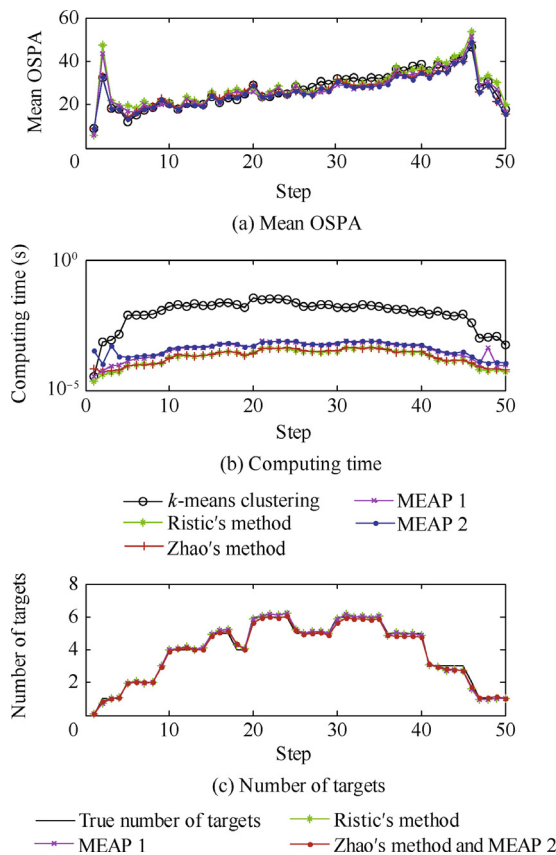 60
40
20
0
Mean OSPA
0
10
20
30
40
50
Step
(a) Mean OSPA
10⁰
10⁻⁵
Computing time (s)
0
10
20
30
40
50
Step
(b) Computing time
k-means clustering
MEAP 1
Ristic's method
MEAP 2
Zhao's method
8
6
4
2
0
Number of targets
0
10
20
30
40
50
Step
(c) Number of targets
True number of targets
Ristic's method
MEAP 1
Zhao's method and MEAP 2